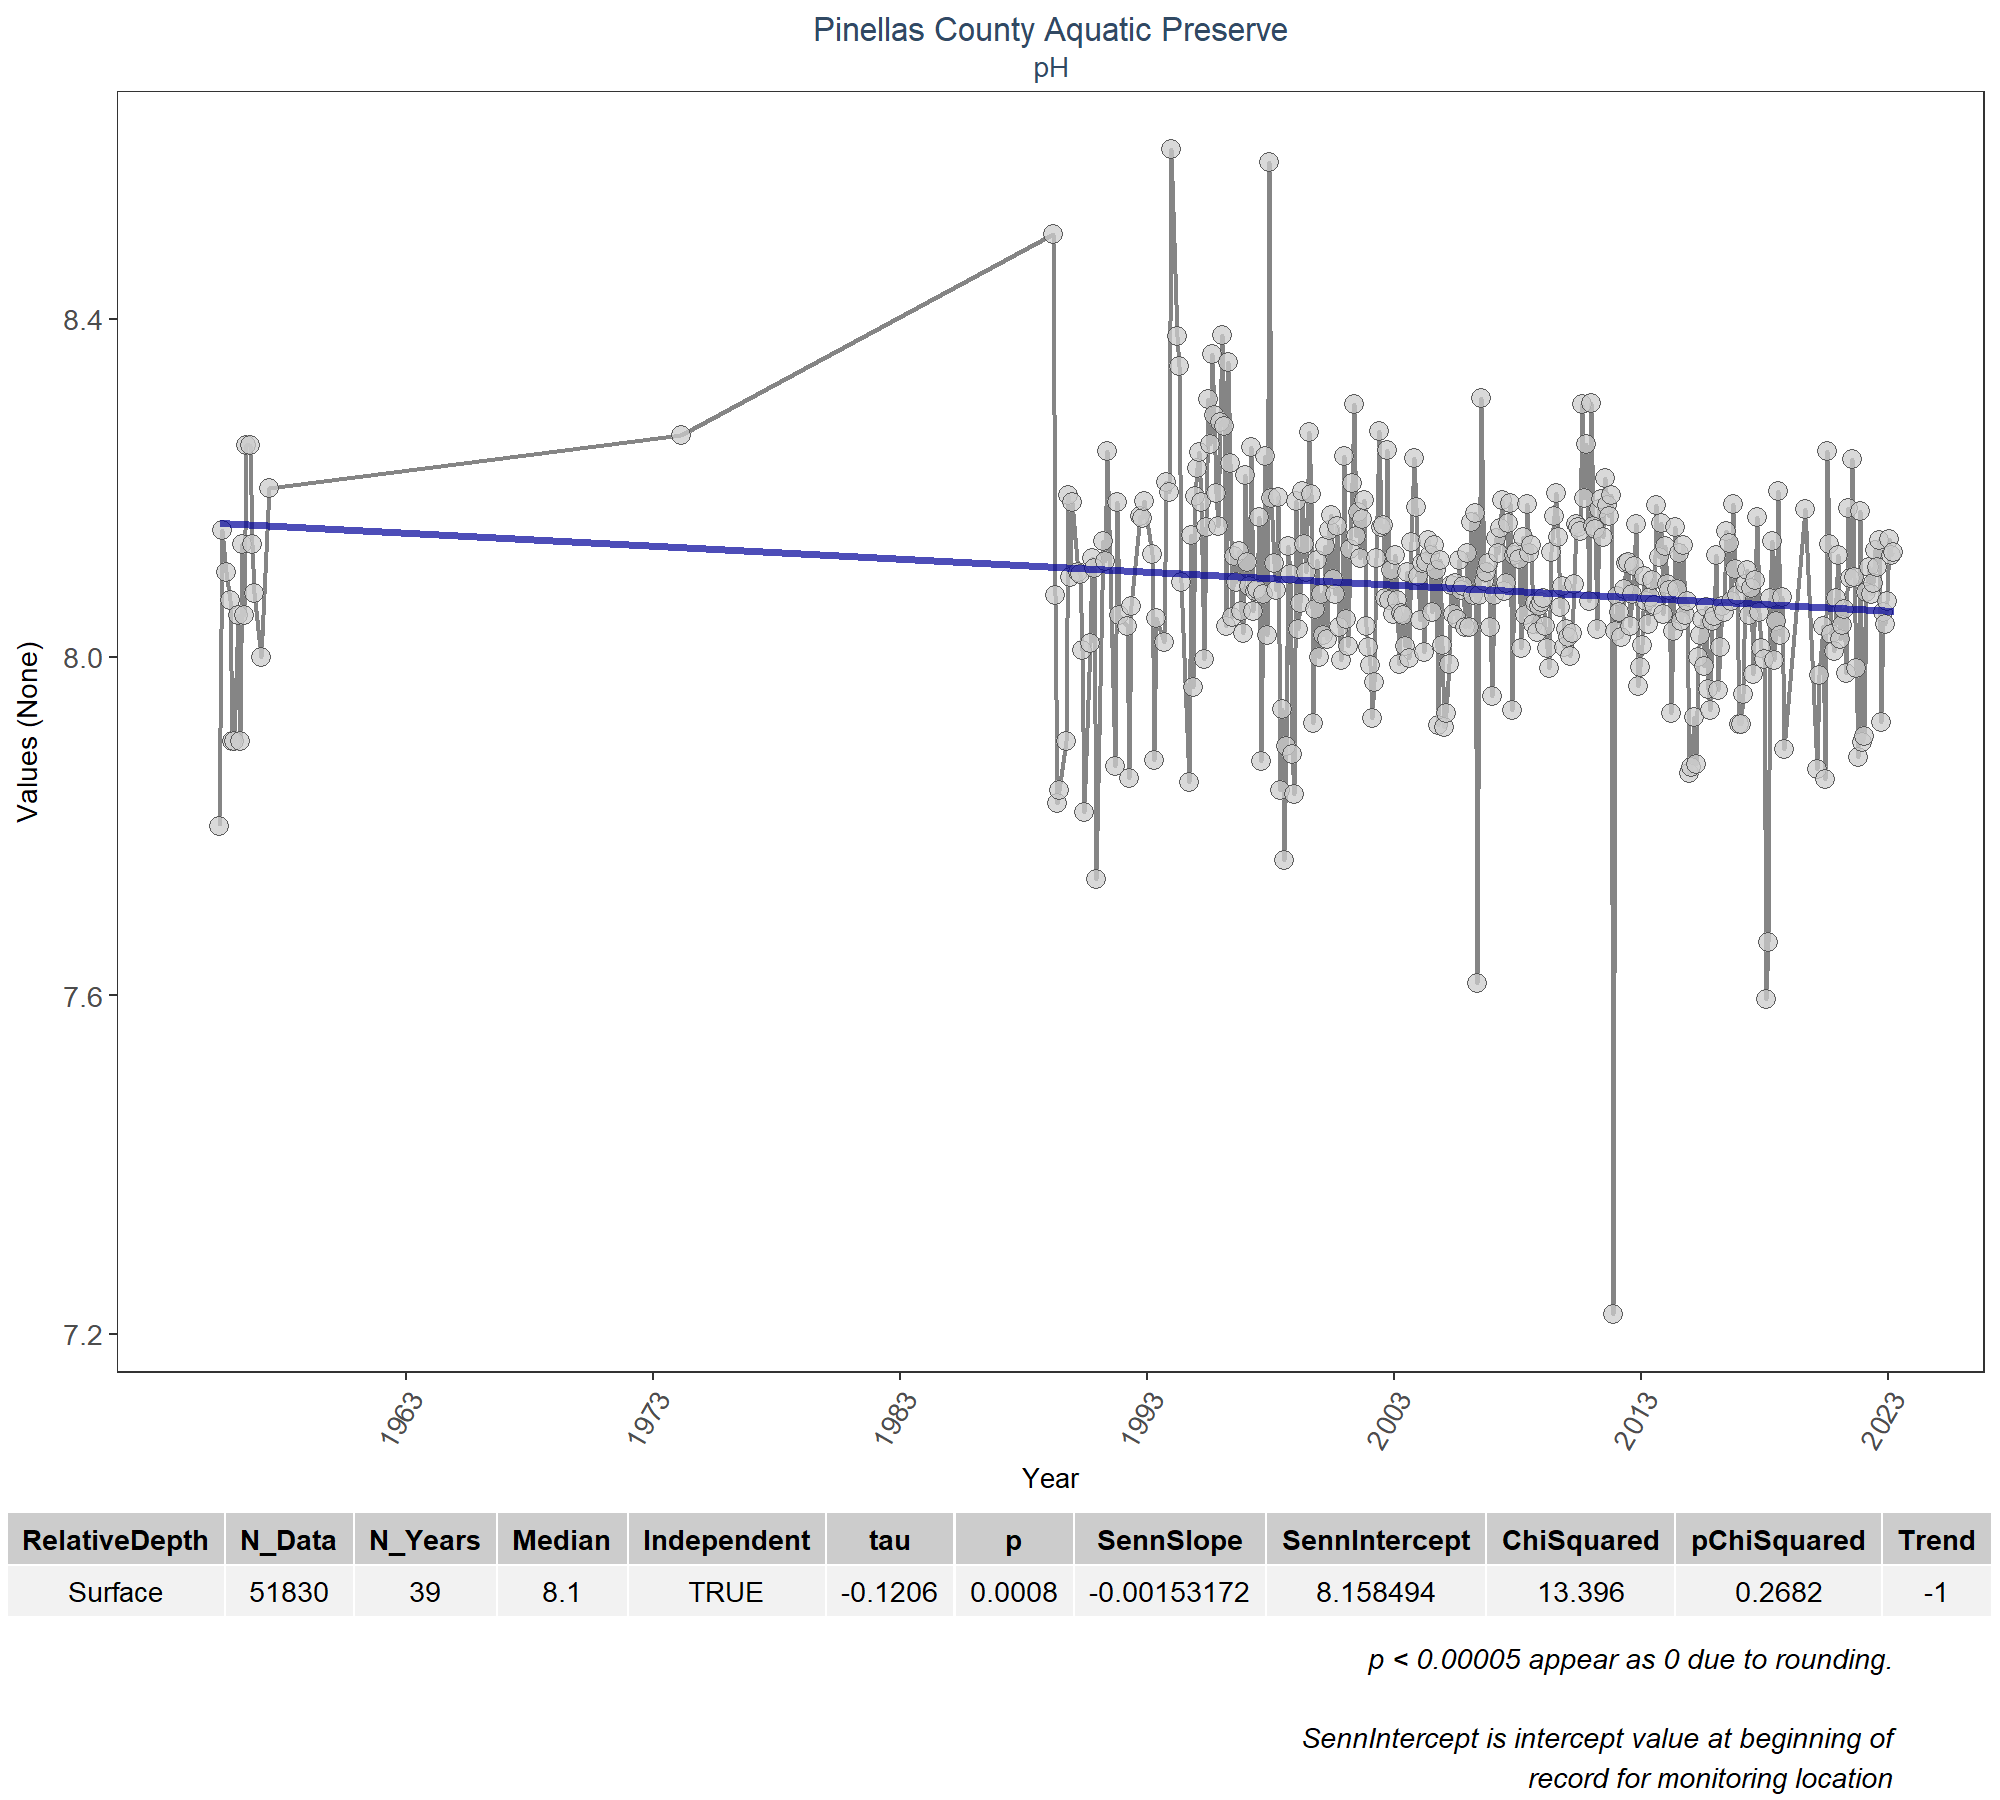 Pinellas County Aquatic Preserve
pH
Values (None)
8.4
8.0
7.6
7.2
1963
1973
1983
1993
2003
2013
2023
Year
RelativeDepth N_Data N_Years Median Independent tau p SennSlope SennIntercept ChiSquared pChiSquared Trend
Surface 51830 39 8.1 TRUE -0.1206 0.0008 -0.00153172 8.158494 13.396 0.2682 -1
p < 0.00005 appear as 0 due to rounding.
SennIntercept is intercept value at beginning of
record for monitoring location